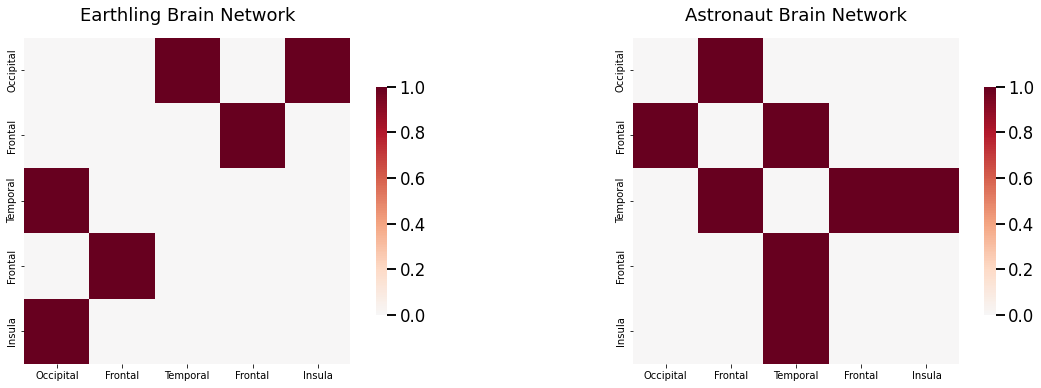 Earthling Brain Network
Occipital
Frontal
Temporal
Frontal
Insula
Occipital Frontal Temporal Frontal Insula
1.0
0.8
0.6
0.4
0.2
0.0
Astronaut Brain Network
Occipital
Frontal
Temporal
Frontal
Insula
Occipital Frontal Temporal Frontal Insula
1.0
0.8
0.6
0.4
0.2
0.0